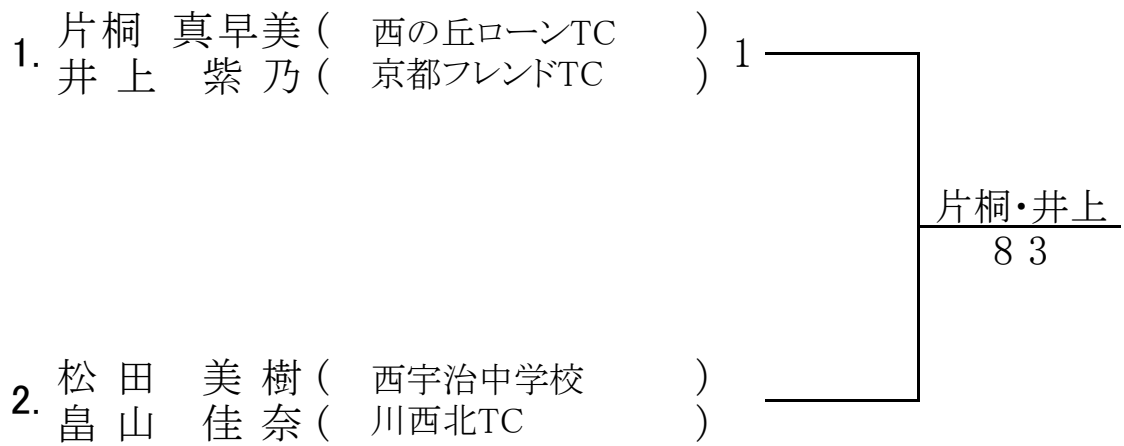 1. 片桐 真早美 ( 西の丘ローンTC ) 1
井上 紫乃 ( 京都フレンドTC )
片桐・井上
8 3
2. 松田 美樹 ( 西宇治中学校 )
畠山 佳奈 ( 川西北TC )